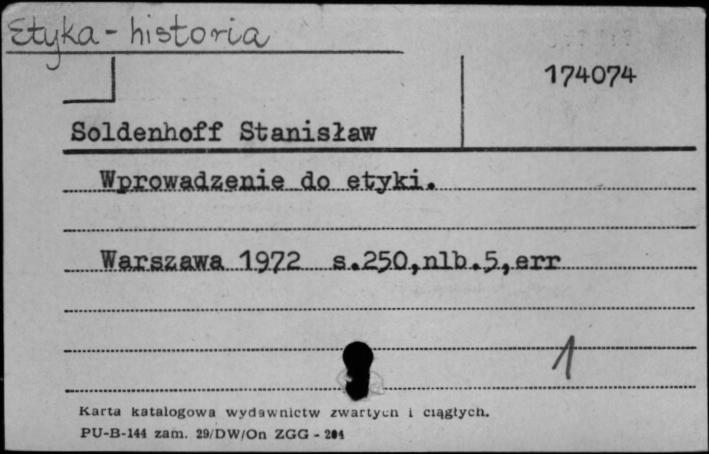 Etyka - historia
174074
Soldenhoff Stanisław
Wprowadzenie do etyki.
Warszawa 1972 s.250,nlb.5,err
1
Karta katalogowa wydawnictw zwartych i ciągłych.
PU-B-144 zam. 29/DW/On ZGG - 204